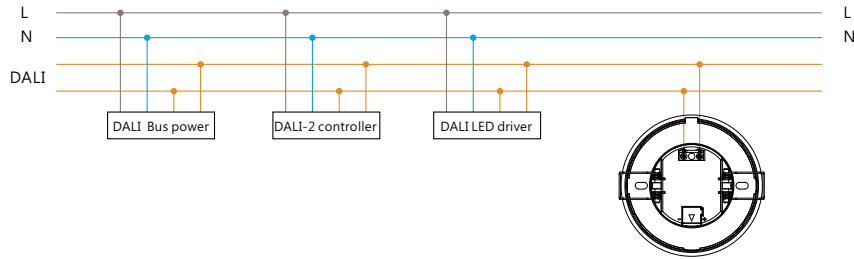 L L
N N
DALI
DALI Bus power DALI-2 controller DALI LED driver